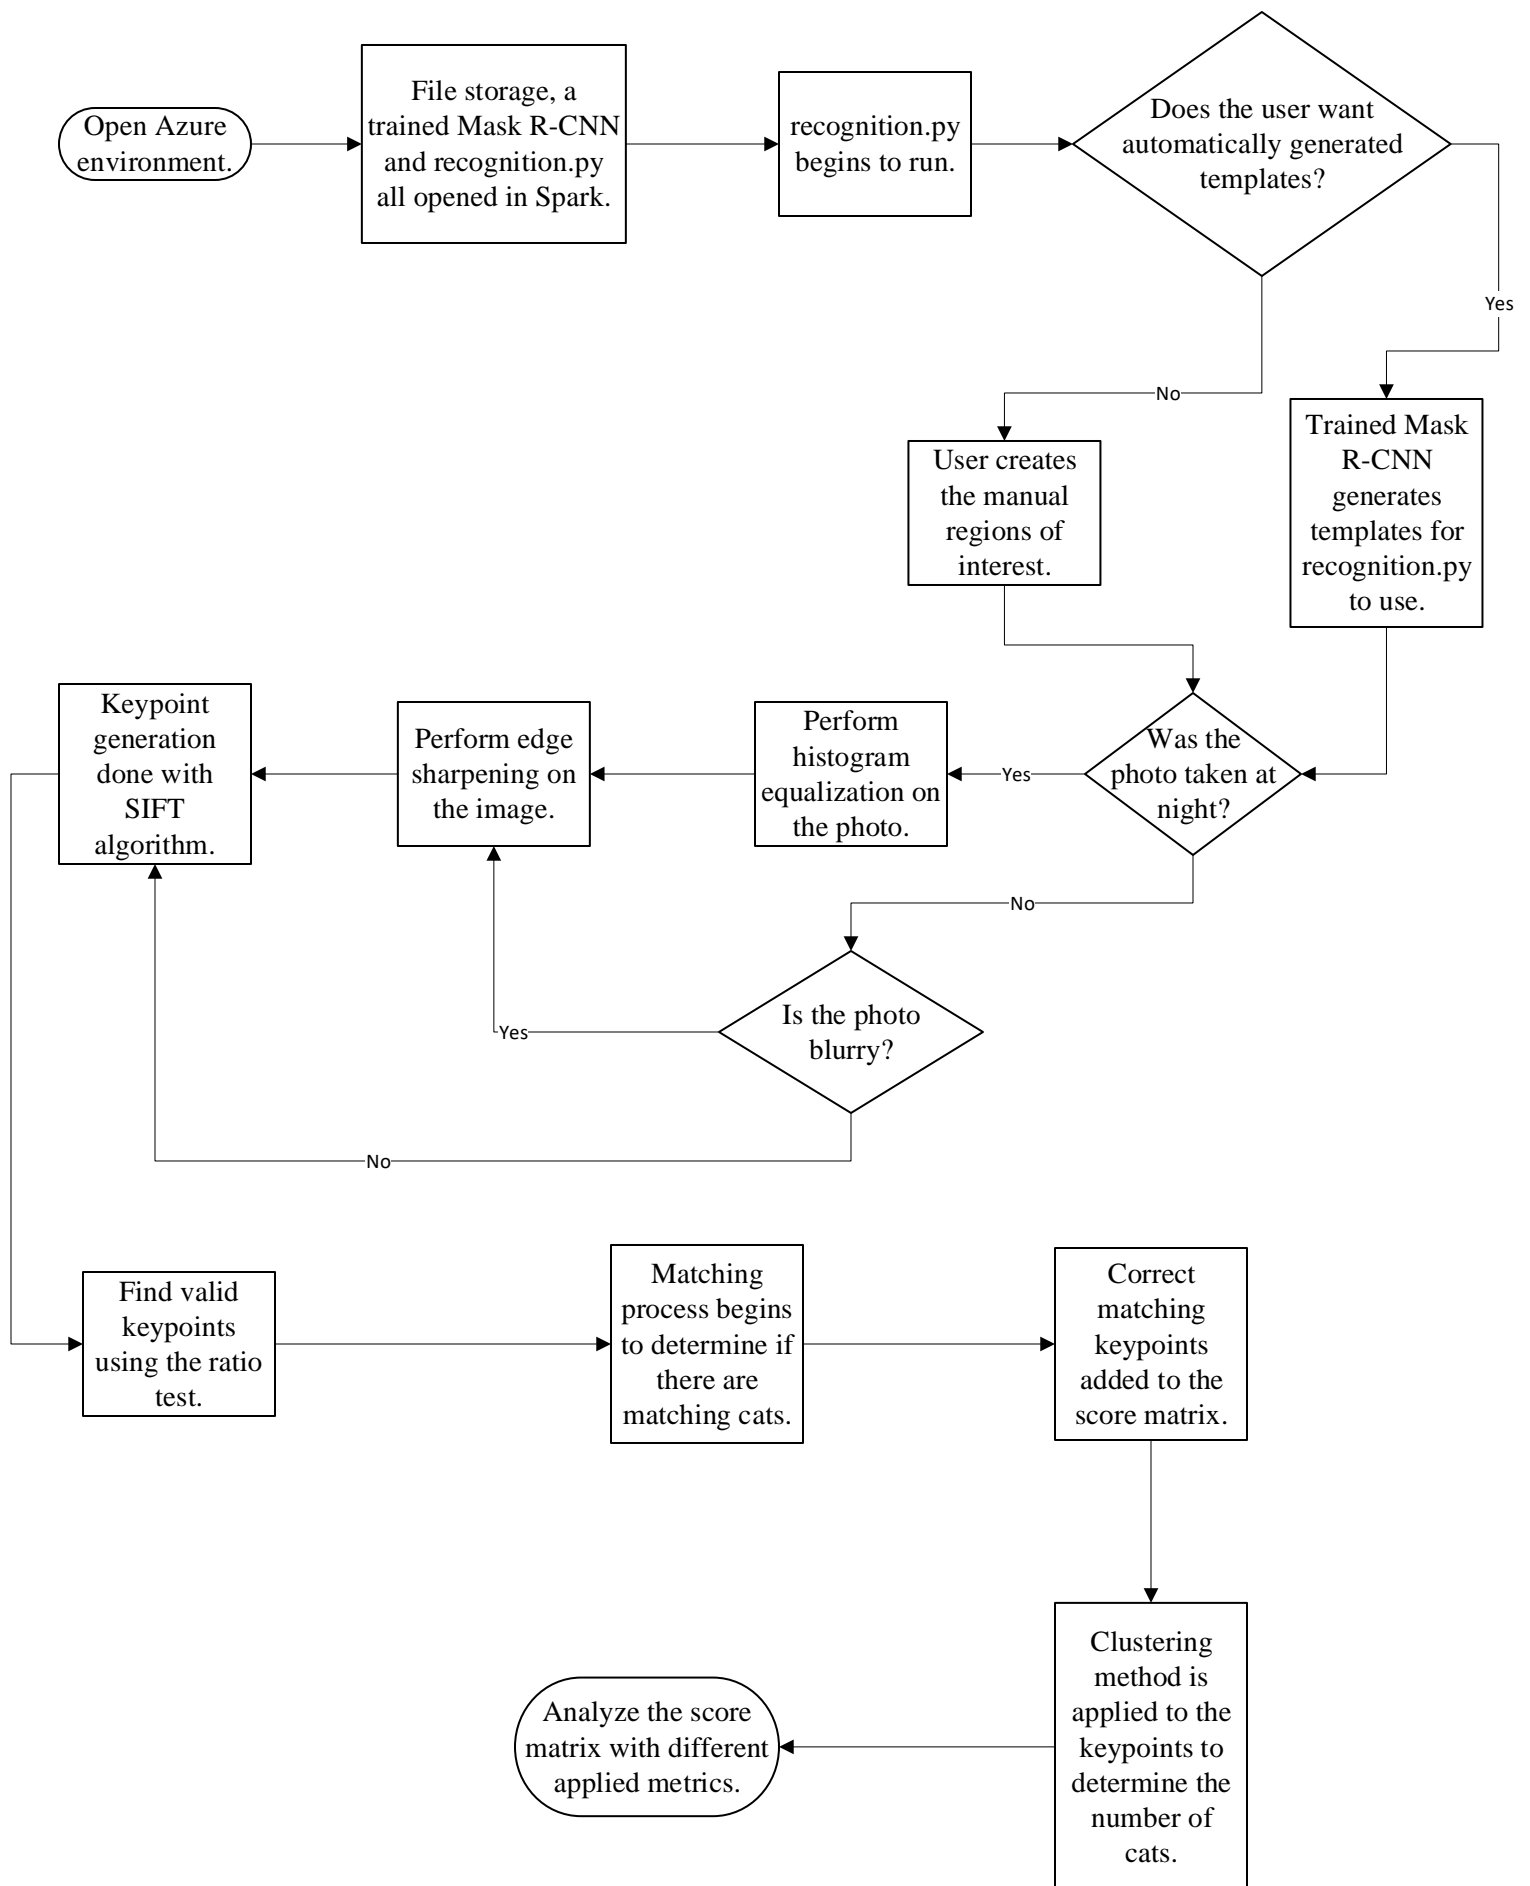 Open Azure
environment.
File storage, a
trained Mask R-CNN
and recognition.py
all opened in Spark.
recognition.py
begins to run.
Does the user want
automatically generated
templates?
Yes
No
User creates
the manual
regions of
interest.
Trained Mask
R-CNN
generates
templates for
recognition.py
to use.
Was the
photo taken at
night?
Yes
Perform
histogram
equalization on
the photo.
Perform edge
sharpening on
the image.
Keypoint
generation
done with
SIFT
algorithm.
No
Is the photo
blurry?
Yes
No
Find valid
keypoints
using the ratio
test.
Matching
process begins
to determine if
there are
matching cats.
Correct
matching
keypoints
added to the
score matrix.
Clustering
method is
applied to the
keypoints to
determine the
number of
cats.
Analyze the score
matrix with different
applied metrics.